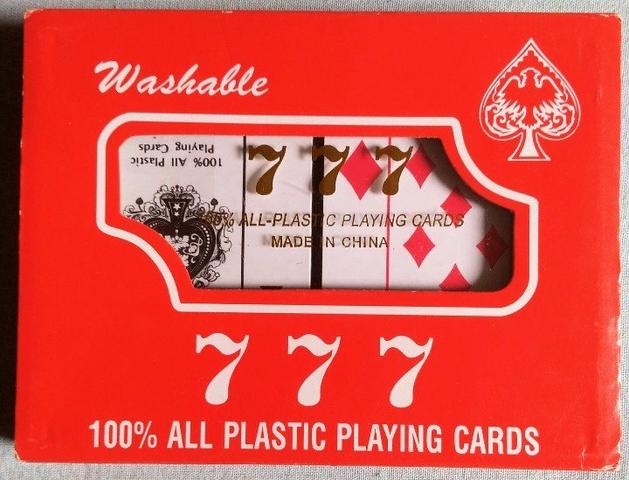 Washable
100% All Plastic
Playing Cards
777
100% ALL-PLASTIC PLAYING CARDS
MADE IN CHINA
777
100% ALL PLASTIC PLAYING CARDS